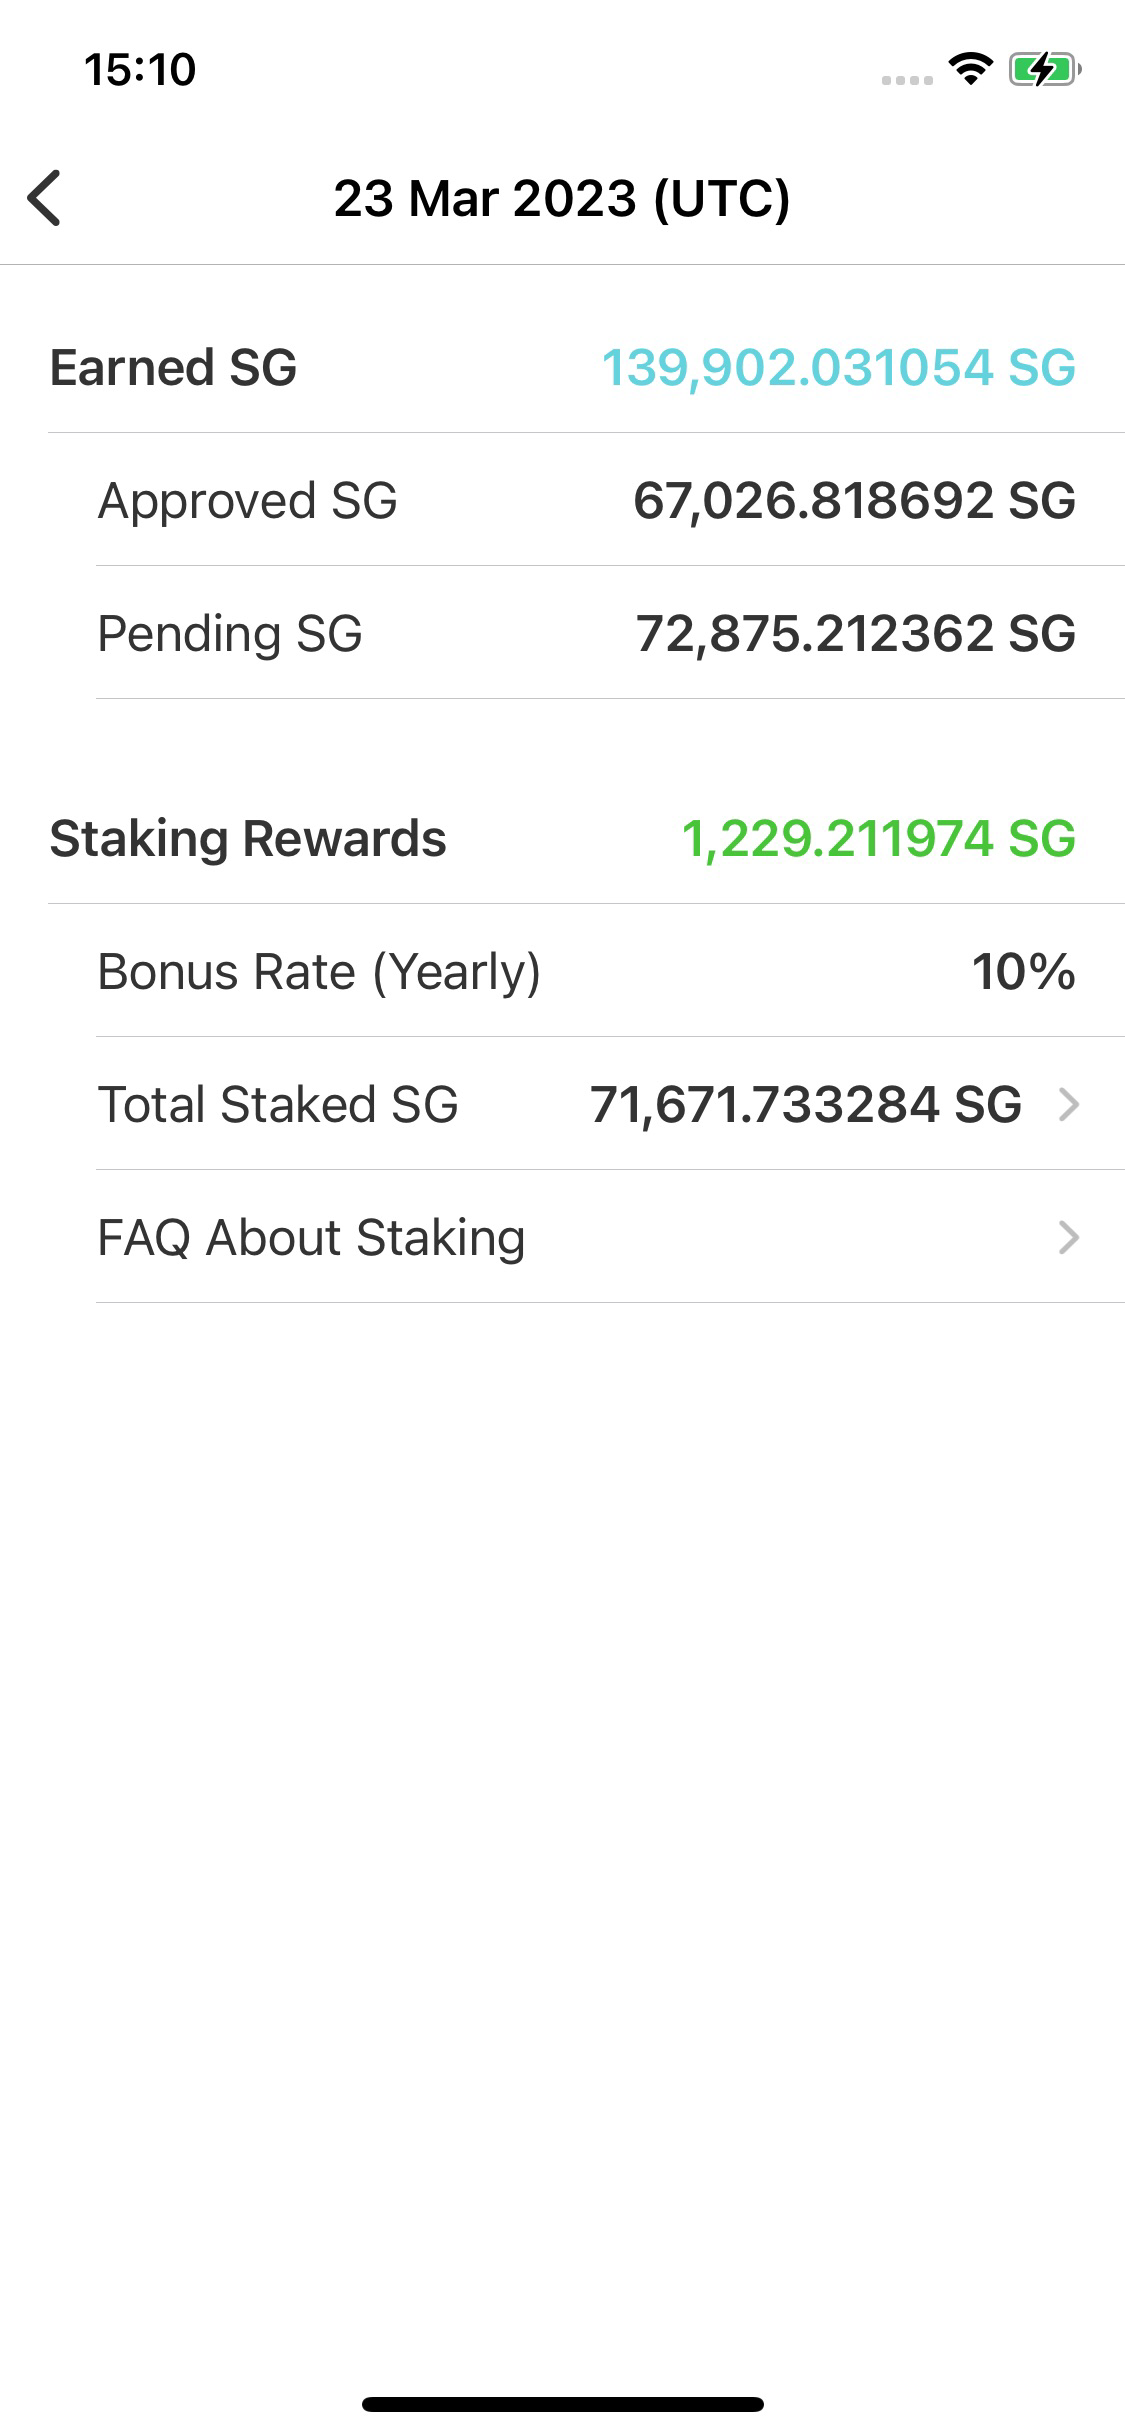 15:10
23 Mar 2023 (UTC)
Earned SG 139,902.031054 SG
Approved SG 67,026.818692 SG
Pending SG 72,875.212362 SG
Staking Rewards 1,229.211974 SG
Bonus Rate (Yearly) 10%
Total Staked SG 71,671.733284 SG
FAQ About Staking